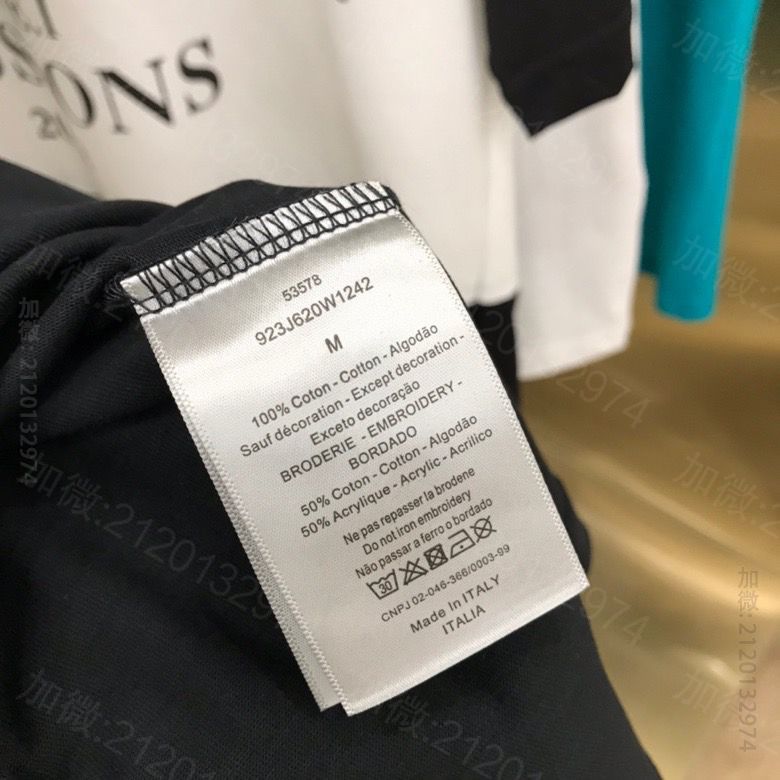 SONS
IONS
53578
923J620W1242
M
100% Coton - Cotton - Algodão
Sauf décoration - Except decoration -
Exceto decoração
BRODERIE - EMBROIDERY -
BORDADO
50% Coton - Cotton - Algodão
50% Acrylique - Acrylic - Acrílico
Ne pas repasser la brodene
Do not iron embroidery
Não passar a ferro o bordado
30
CNPJ 02-046-366/0003-99
Made In ITALY
ITALIA
加微:2120132974